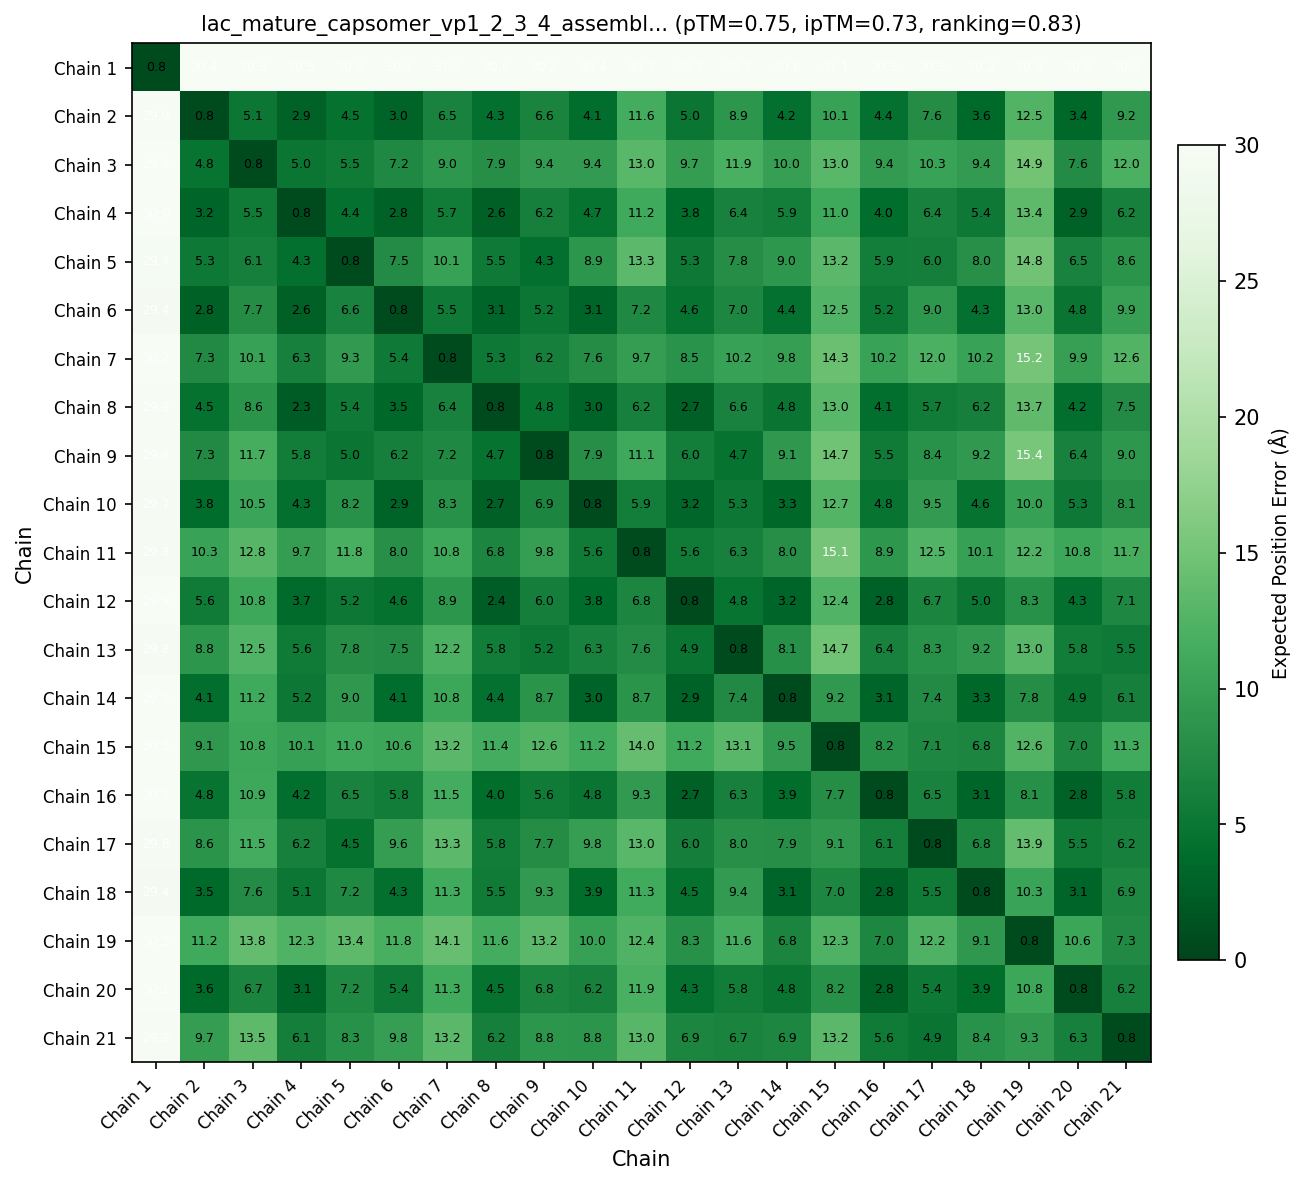 lac_mature_capsomer_vp1_2_3_4_assembl... (pTM=0.75, ipTM=0.73, ranking=0.83)
Chain 1 0.8
Chain 2 0.8 5.1 2.9 4.5 3.0 6.5 4.3 6.6 4.1 11.6 5.0 8.9 4.2 10.1 4.4 7.6 3.6 12.5 3.4 9.2
Chain 3 4.8 0.8 5.0 5.5 7.2 9.0 7.9 9.4 9.4 13.0 9.7 11.9 10.0 13.0 9.4 10.3 9.4 14.9 7.6 12.0
Chain 4 3.2 5.5 0.8 4.4 2.8 5.7 2.6 6.2 4.7 11.2 3.8 6.4 5.9 11.0 4.0 6.4 5.4 13.4 2.9 6.2
Chain 5 5.3 6.1 4.3 0.8 7.5 10.1 5.5 4.3 8.9 13.3 5.3 7.8 9.0 13.2 5.9 6.0 8.0 14.8 6.5 8.6
Chain 6 2.8 7.7 2.6 6.6 0.8 5.5 3.1 5.2 3.1 7.2 4.6 7.0 4.4 12.5 5.2 9.0 4.3 13.0 4.8 9.9
Chain 7 7.3 10.1 6.3 9.3 5.4 0.8 5.3 6.2 7.6 9.7 8.5 10.2 9.8 14.3 10.2 12.0 10.2 15.2 9.9 12.6
Chain 8 4.5 8.6 2.3 5.4 3.5 6.4 0.8 4.8 3.0 6.2 2.7 6.6 4.8 13.0 4.1 5.7 6.2 13.7 4.2 7.5
Chain 9 7.3 11.7 5.8 5.0 6.2 7.2 4.7 0.8 7.9 11.1 6.0 4.7 9.1 14.7 5.5 8.4 9.2 15.4 6.4 9.0
Chain 10 3.8 10.5 4.3 8.2 2.9 8.3 2.7 6.9 0.8 5.9 3.2 5.3 3.3 12.7 4.8 9.5 4.6 10.0 5.3 8.1
Chain 11 10.3 12.8 9.7 11.8 8.0 10.8 6.8 9.8 5.6 0.8 5.6 6.3 8.0 15.1 8.9 12.5 10.1 12.2 10.8 11.7
Chain 12 5.6 10.8 3.7 5.2 4.6 8.9 2.4 6.0 3.8 6.8 0.8 4.8 3.2 12.4 2.8 6.7 5.0 8.3 4.3 7.1
Chain 13 8.8 12.5 5.6 7.8 7.5 12.2 5.8 5.2 6.3 7.6 4.9 0.8 8.1 14.7 6.4 8.3 9.2 13.0 5.8 5.5
Chain 14 4.1 11.2 5.2 9.0 4.1 10.8 4.4 8.7 3.0 8.7 2.9 7.4 0.8 9.2 3.1 7.4 3.3 7.8 4.9 6.1
Chain 15 9.1 10.8 10.1 11.0 10.6 13.2 11.4 12.6 11.2 14.0 11.2 13.1 9.5 0.8 8.2 7.1 6.8 12.6 7.0 11.3
Chain 16 4.8 10.9 4.2 6.5 5.8 11.5 4.0 5.6 4.8 9.3 2.7 6.3 3.9 7.7 0.8 6.5 3.1 8.1 2.8 5.8
Chain 17 8.6 11.5 6.2 4.5 9.6 13.3 5.8 7.7 9.8 13.0 6.0 8.0 7.9 9.1 6.1 0.8 6.8 13.9 5.5 6.2
Chain 18 3.5 7.6 5.1 7.2 4.3 11.3 5.5 9.3 3.9 11.3 4.5 9.4 3.1 7.0 2.8 5.5 0.8 10.3 3.1 6.9
Chain 19 11.2 13.8 12.3 13.4 11.8 14.1 11.6 13.2 10.0 12.4 8.3 11.6 6.8 12.3 7.0 12.2 9.1 0.8 10.6 7.3
Chain 20 3.6 6.7 3.1 7.2 5.4 11.3 4.5 6.8 6.2 11.9 4.3 5.8 4.8 8.2 2.8 5.4 3.9 10.8 0.8 6.2
Chain 21 9.7 13.5 6.1 8.3 9.8 13.2 6.2 8.8 8.8 13.0 6.9 6.7 6.9 13.2 5.6 4.9 8.4 9.3 6.3 0.8
Chain 1 Chain 2 Chain 3 Chain 4 Chain 5 Chain 6 Chain 7 Chain 8 Chain 9 Chain 10 Chain 11 Chain 12 Chain 13 Chain 14 Chain 15 Chain 16 Chain 17 Chain 18 Chain 19 Chain 20 Chain 21
Chain
Chain
30
25
20
15
10
5
0
Expected Position Error (Å)